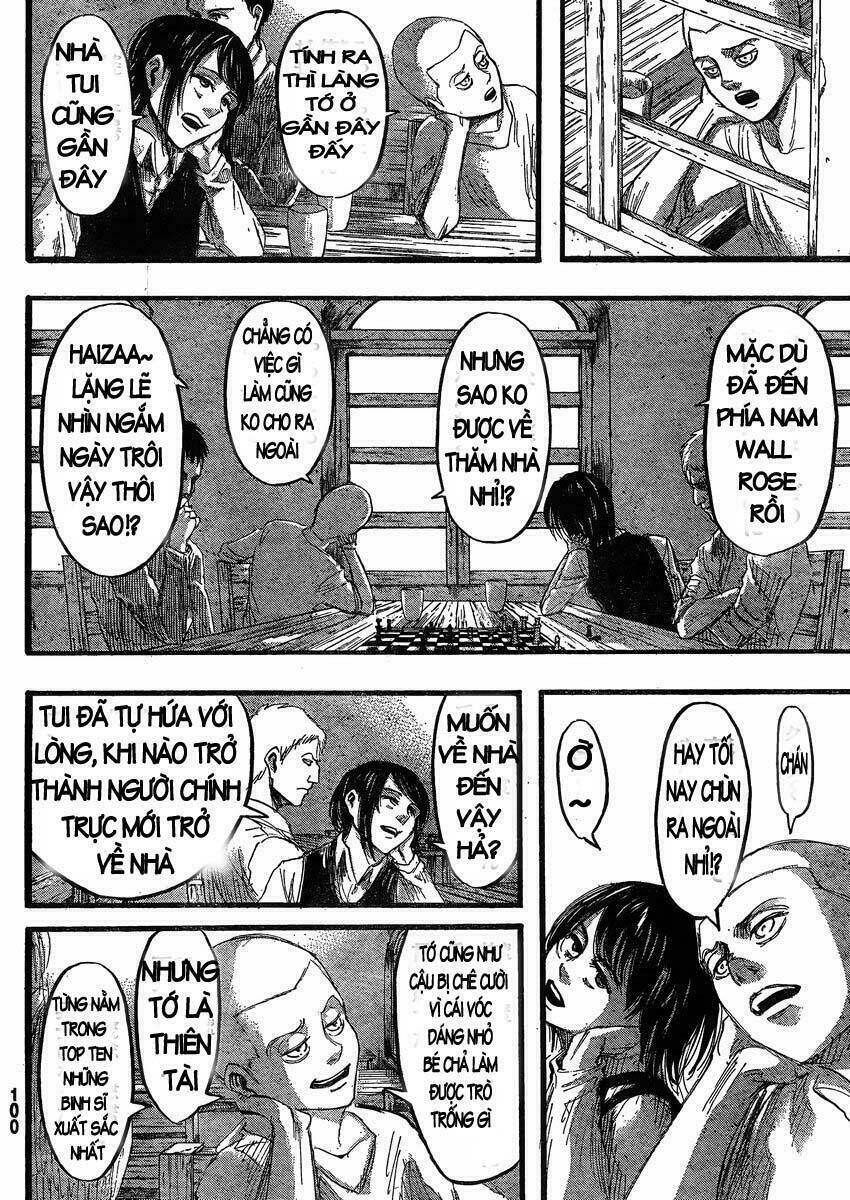 TÍNH RA
THÌ LÀNG
TỚ Ở
GẦN ĐÂY
ĐẤY
NHÀ
TUI
CŨNG
GẦN
ĐÂY
MẶC DÙ
ĐÃ ĐẾN
PHÍA NAM
WALL
ROSE
RỒI
NHƯNG
SAO KO
ĐƯỢC VỀ
THĂM NHÀ
NHỈ!?
CHẲNG CÓ
VIỆC GÌ
LÀM CŨNG
KO CHO RA
NGOÀI
HAIZAA~
LẶNG LẼ
NHÌN NGẮM
NGÀY TRÔI
VẬY THÔI
SAO!?
CHÁN
HAY TỐI
NAY CHÙN
RA NGOÀI
NHỈ!?
Ờ
~
MUỐN
VỀ NHÀ
ĐẾN
VẬY
HẢ?
TUI ĐÃ TỰ HỨA VỚI
LÒNG, KHI NÀO TRỞ
THÀNH NGƯỜI CHÍNH
TRỰC MỚI TRỞ
VỀ NHÀ
TỚ CŨNG NHƯ
CẬU BỊ CHÊ CƯỜI
VÌ CÁI VÓC
DÁNG NHỎ
BÉ CHẢ LÀM
ĐƯỢC TRÒ
TRỐNG GÌ
NHƯNG
TỚ LÀ
THIÊN
TÀI
TỪNG NẰM
TRONG
TOP TEN
NHỮNG
BINH SĨ
XUẤT SẮC
NHẤT
100